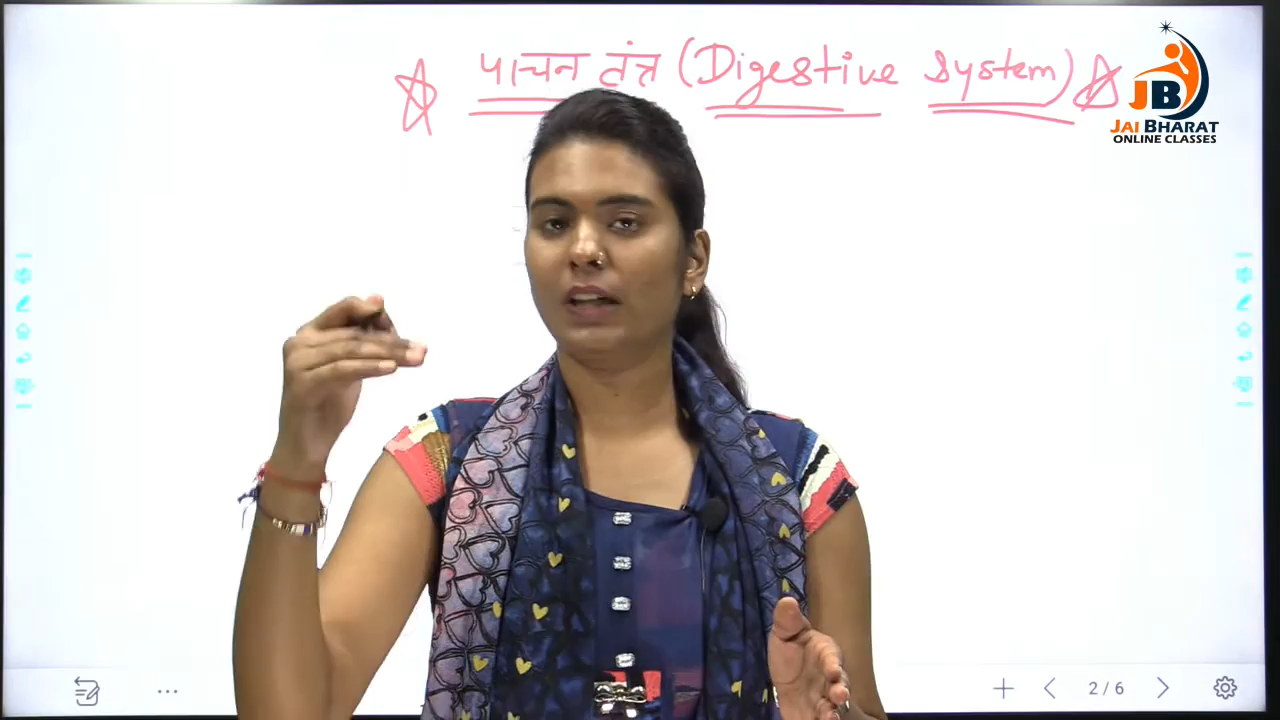 पाचन तंत्र (Digestive system)
JB
JAI BHARAT
ONLINE CLASSES
2 / 6